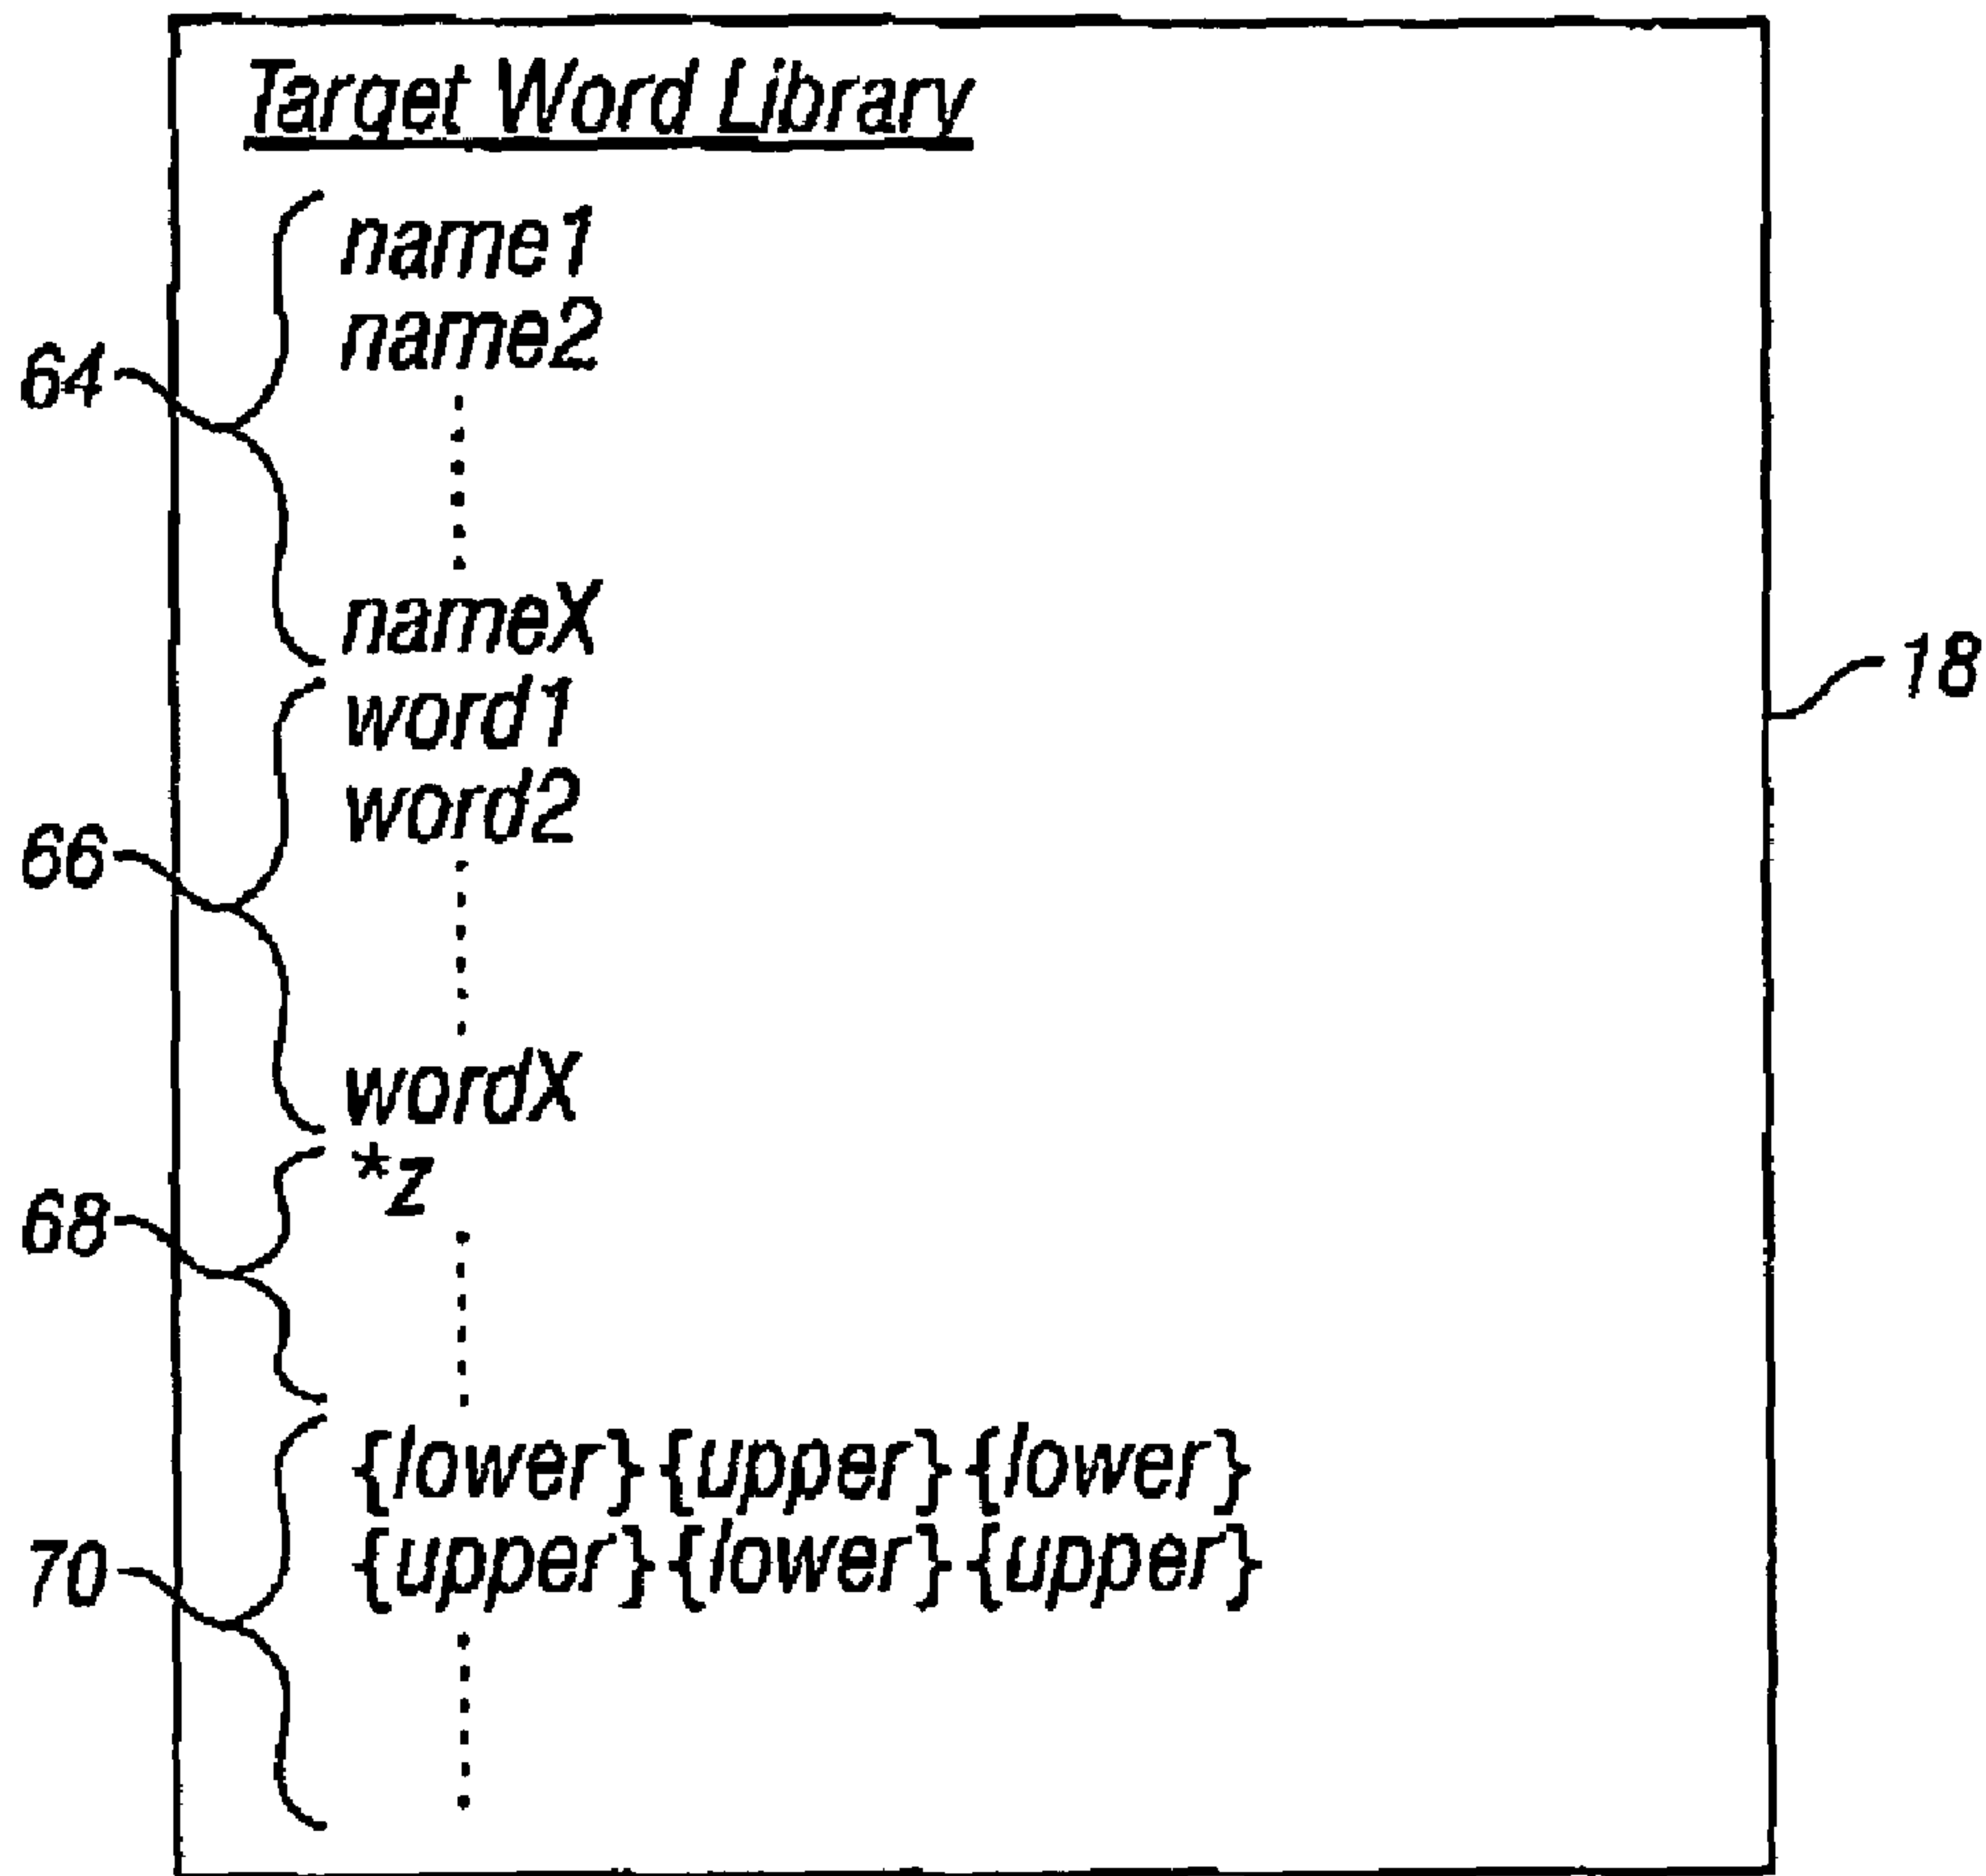 Target Word Library
name1
name2
64
nameX
18
word1
word2
66
wordX
*z
68
{lower}{upper}{lower}
{upper}{lower}{upper}
70